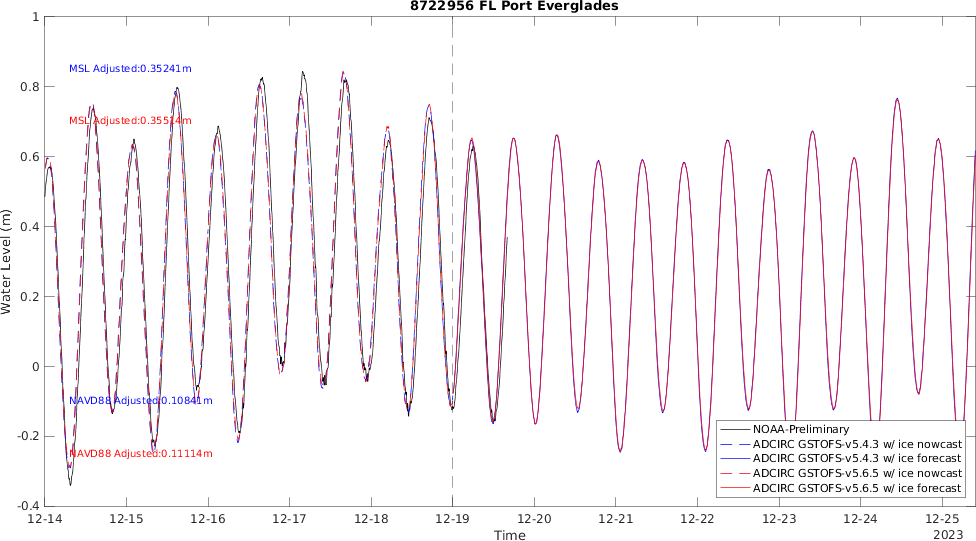 8722956 FL Port Everglades
1
0.8
0.6
0.4
0.2
0
-0.2
-0.4
Water Level (m)
MSL Adjusted:0.35241m
MSL Adjusted:0.35514m
NAVD88 Adjusted:0.10841m
NAVD88 Adjusted:0.11114m
NOAA-Preliminary
ADCIRC GSTOFS-v5.4.3 w/ ice nowcast
ADCIRC GSTOFS-v5.4.3 w/ ice forecast
ADCIRC GSTOFS-v5.6.5 w/ ice nowcast
ADCIRC GSTOFS-v5.6.5 w/ ice forecast
12-14 12-15 12-16 12-17 12-18 12-19 12-20 12-21 12-22 12-23 12-24 12-25
Time
2023